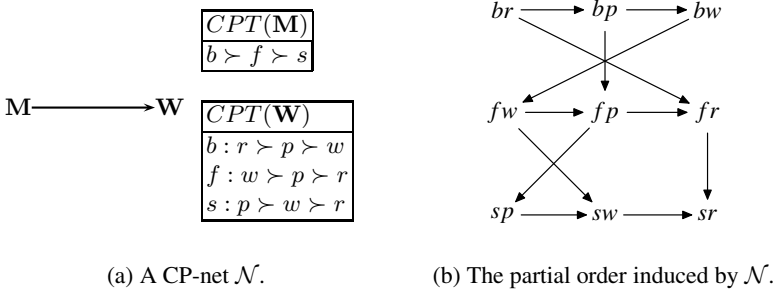 CPT(M)
b ≻ f ≻ s
M W
CPT(W)
b : r ≻ p ≻ w
f : w ≻ p ≻ r
s : p ≻ w ≻ r
(a) A CP-net 𝒩.
br bp bw
fw fp fr
sp sw sr
(b) The partial order induced by 𝒩.